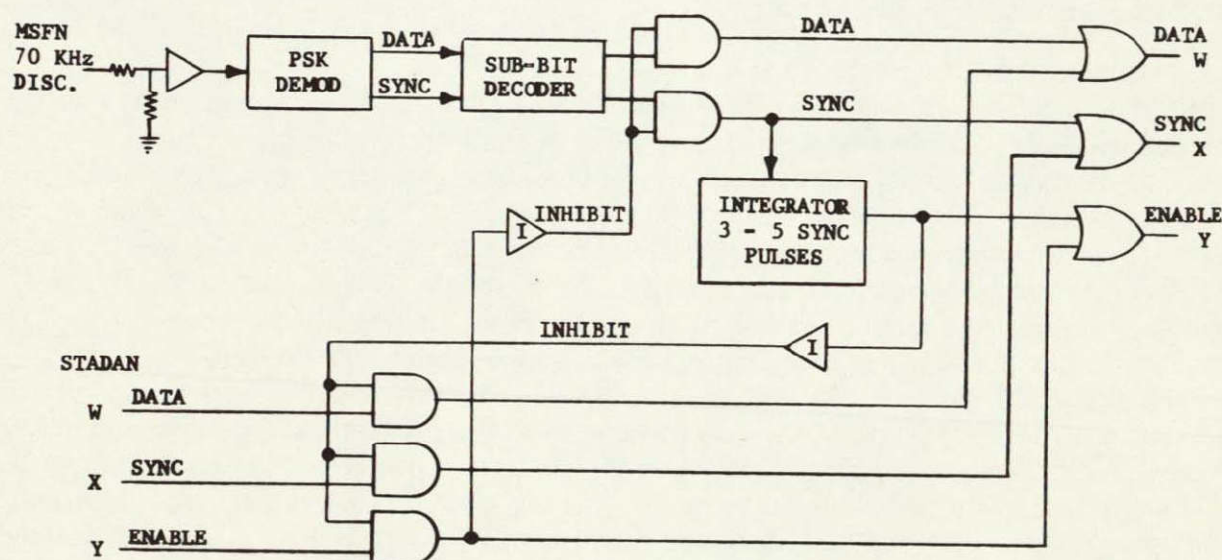 MSFN
70 KHz
DISC.
PSK
DEMOD
DATA
SYNC
SUB-BIT
DECODER
DATA
SYNC
DATA
W
SYNC
X
ENABLE
Y
INTEGRATOR
3 - 5 SYNC
PULSES
I
INHIBIT
INHIBIT
I
STADAN
W DATA
X SYNC
Y ENABLE